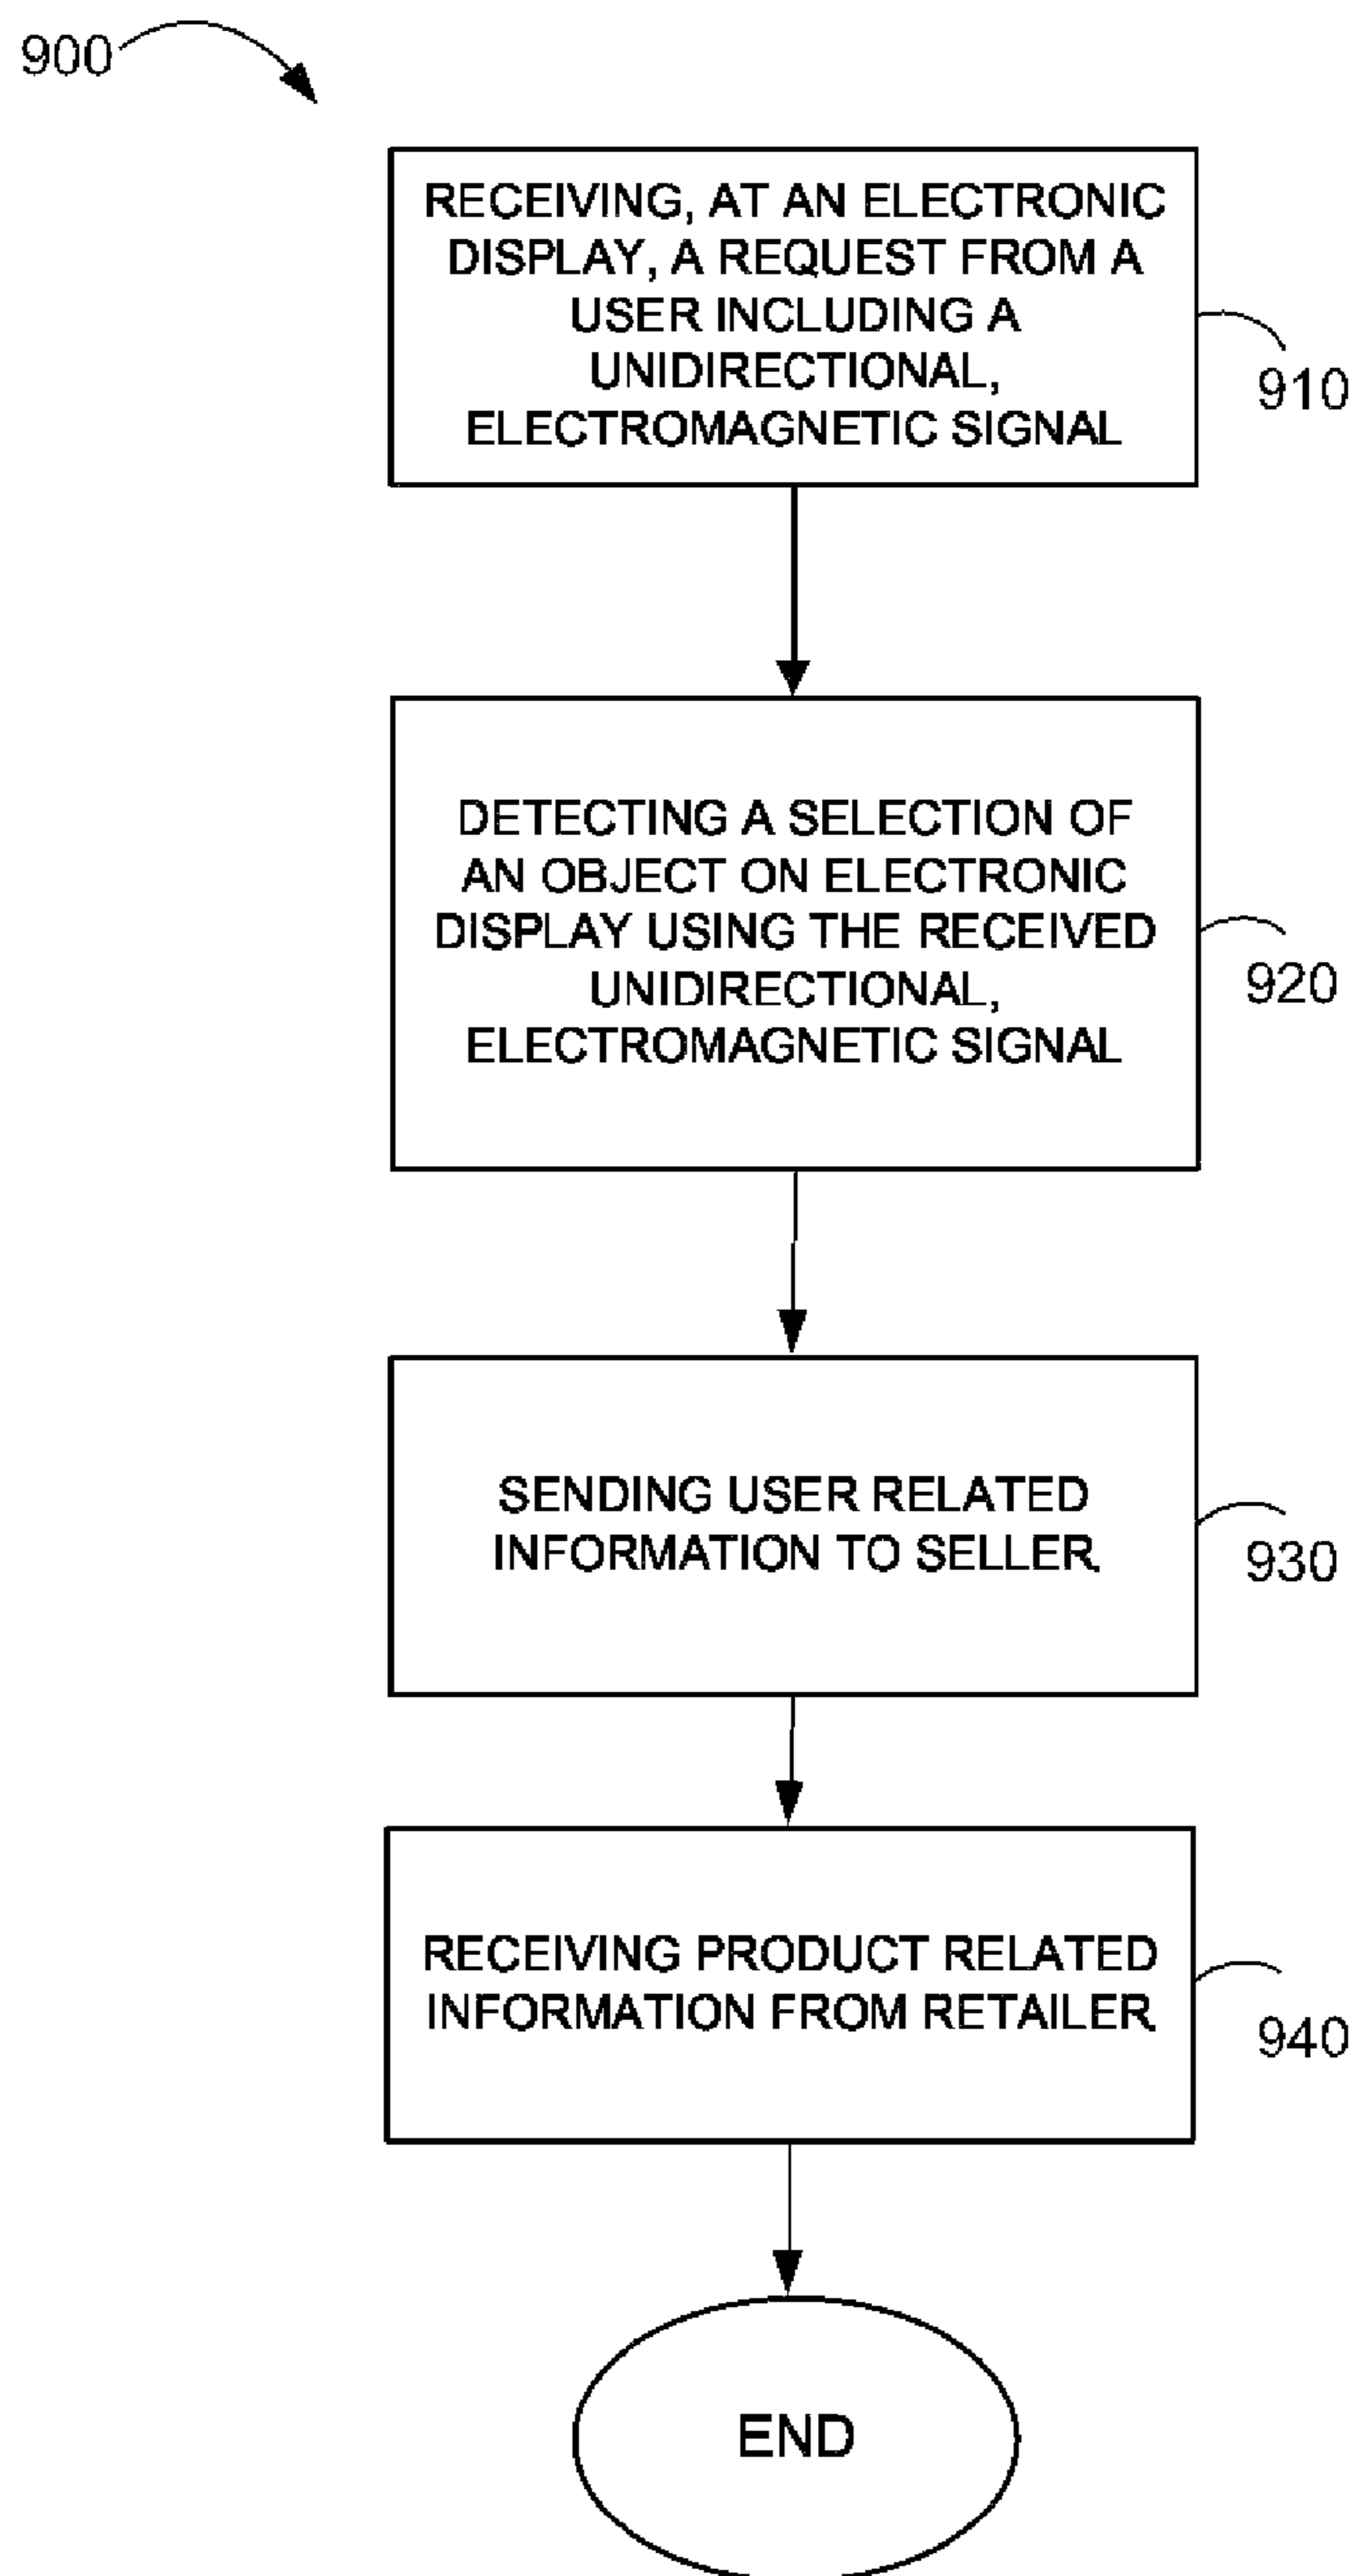 900
RECEIVING, AT AN ELECTRONIC
DISPLAY, A REQUEST FROM A
USER INCLUDING A
UNIDIRECTIONAL,
ELECTROMAGNETIC SIGNAL
910
DETECTING A SELECTION OF
AN OBJECT ON ELECTRONIC
DISPLAY USING THE RECEIVED
UNIDIRECTIONAL,
ELECTROMAGNETIC SIGNAL
920
SENDING USER RELATED
INFORMATION TO SELLER.
930
RECEIVING PRODUCT RELATED
INFORMATION FROM RETAILER.
940
END